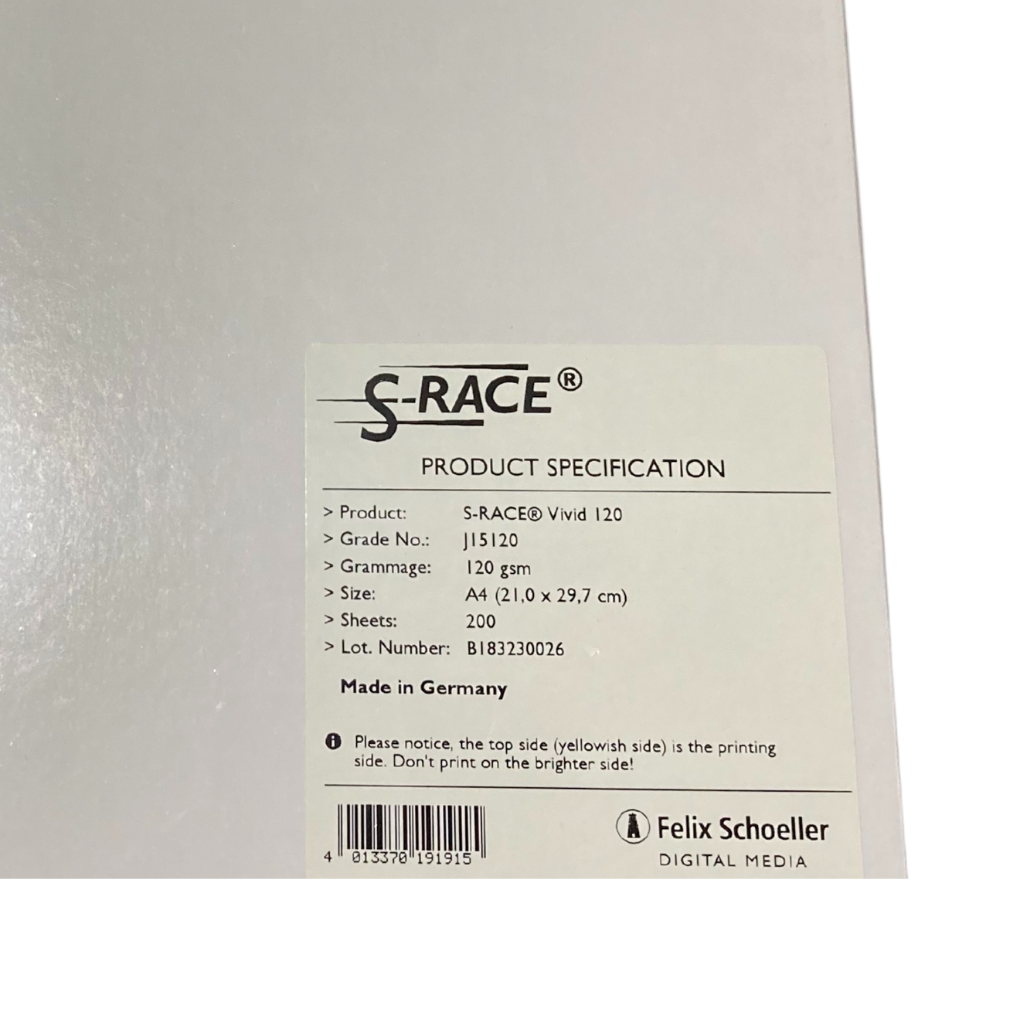 S-RACE®
PRODUCT SPECIFICATION
> Product: S-RACE® Vivid 120
> Grade No.: J15120
> Grammage: 120 gsm
> Size: A4 (21,0 x 29,7 cm)
> Sheets: 200
> Lot. Number: B183230026
Made in Germany
Please notice, the top side (yellowish side) is the printing
side. Don't print on the brighter side!
4 013370 191915
Felix Schoeller
DIGITAL MEDIA